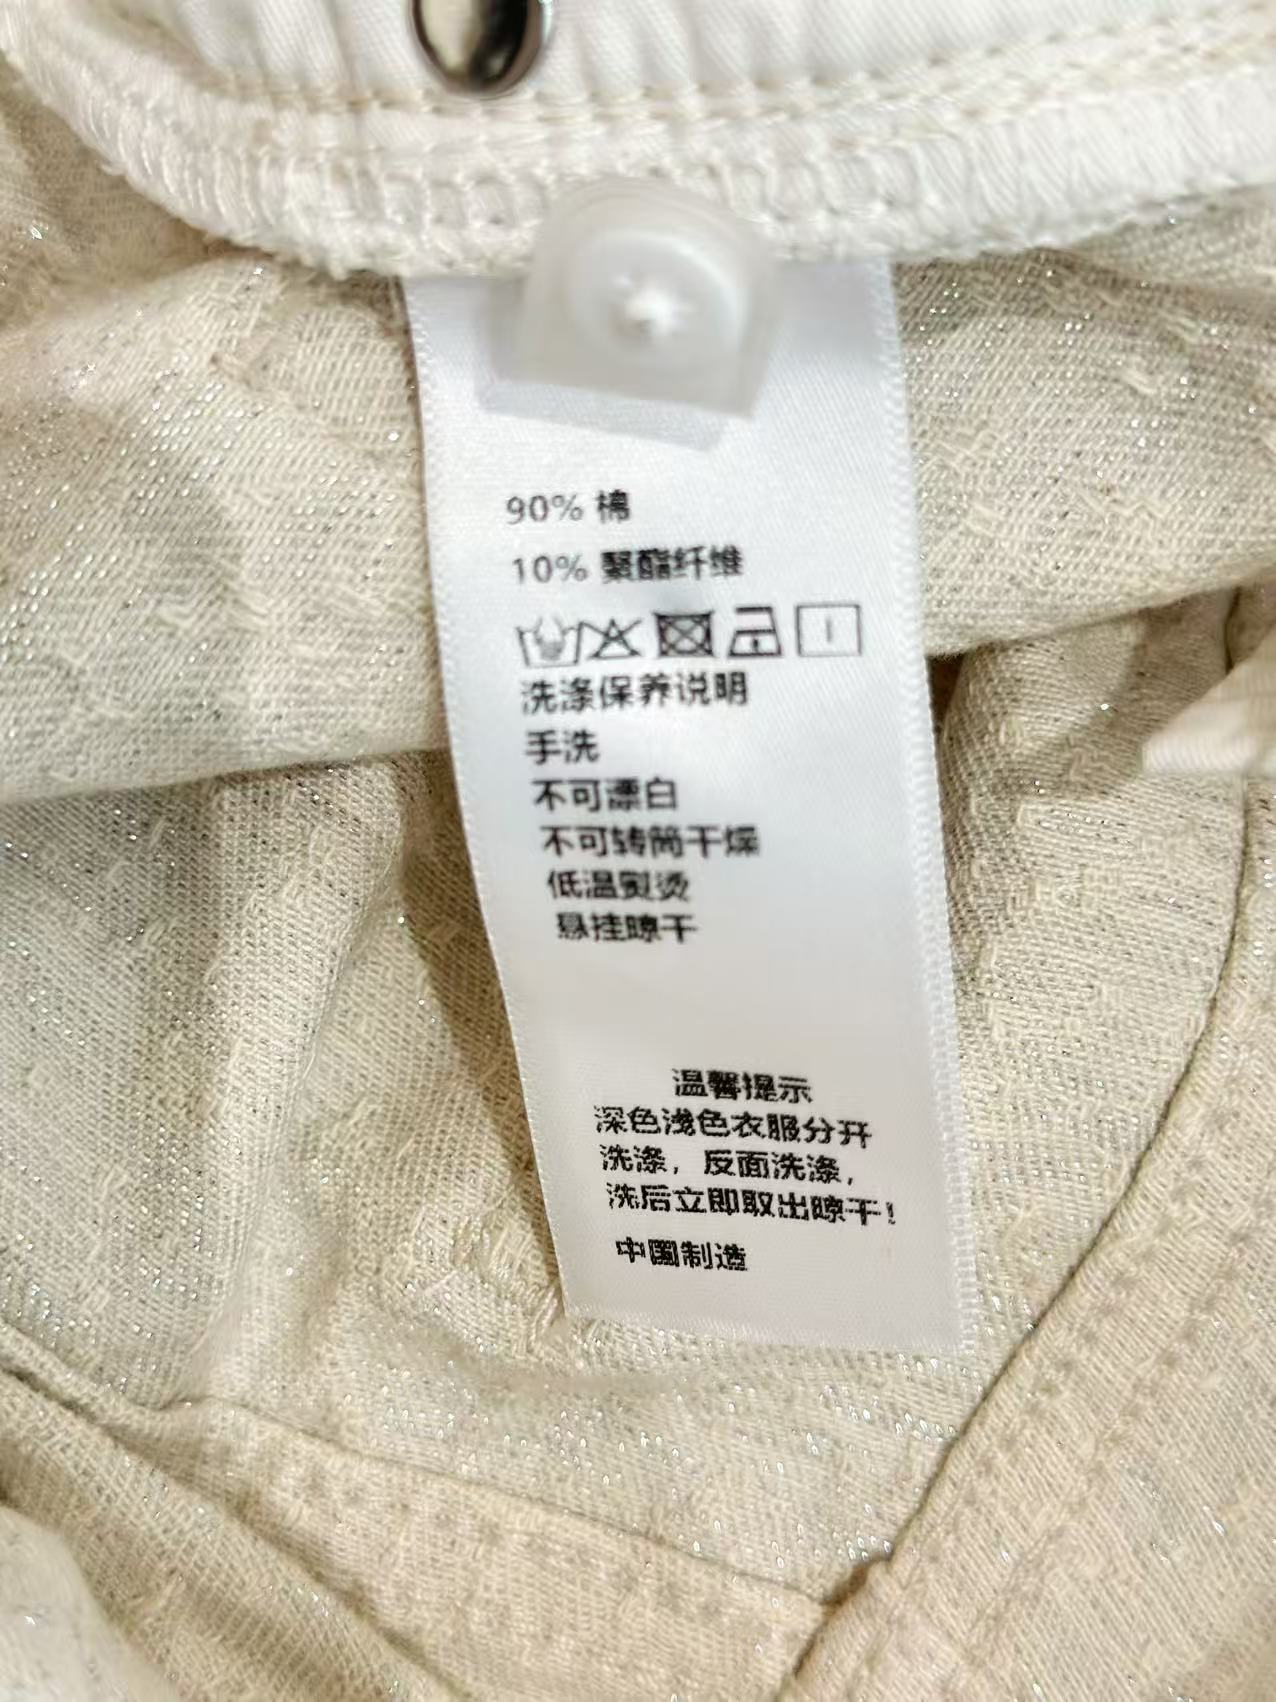 90% 棉
10% 聚酯纤维
洗涤保养说明
手洗
不可漂白
不可转筒干燥
低温熨烫
悬挂晾干
温馨提示
深色浅色衣服分开
洗涤，反面洗涤，
洗后立即取出晾干！
中国制造